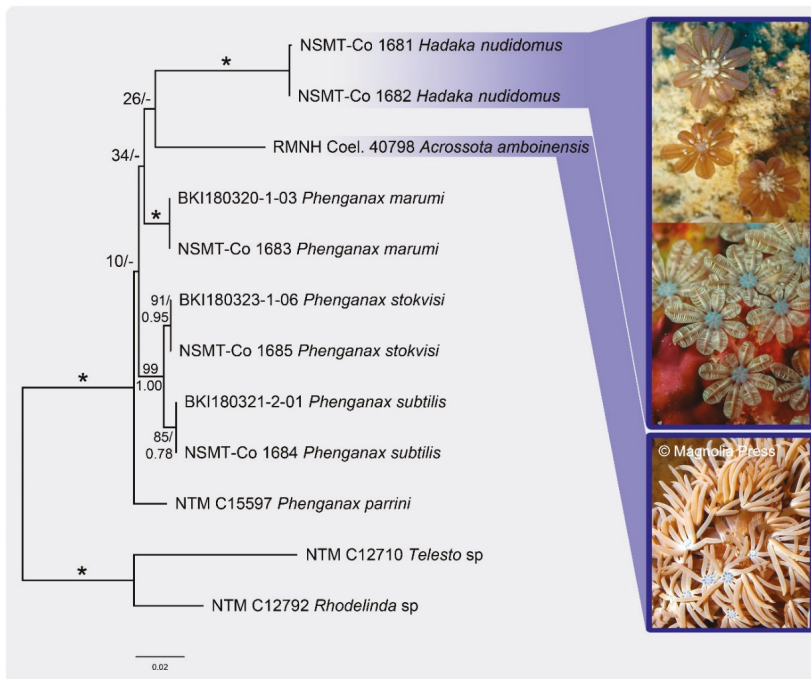 *
NSMT-Co 1681 Hadaka nudidomus
NSMT-Co 1682 Hadaka nudidomus
26/-
RMNH Coel. 40798 Acrossota amboinensis
34/-
BKI180320-1-03 Phenganax marumi
*
NSMT-Co 1683 Phenganax marumi
10/-
91/
0.95
BKI180323-1-06 Phenganax stokvisi
NSMT-Co 1685 Phenganax stokvisi
*
99
1.00
BKI180321-2-01 Phenganax subtilis
85/
0.78
NSMT-Co 1684 Phenganax subtilis
© Magnolia Press
NTM C15597 Phenganax parrini
NTM C12710 Telesto sp
*
NTM C12792 Rhodelinda sp
0.02